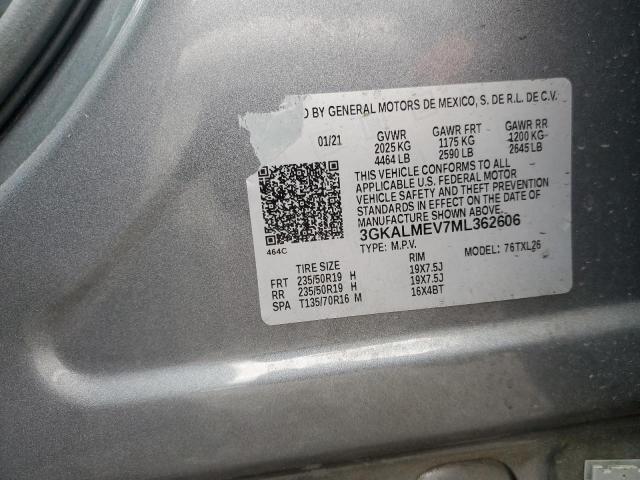 D BY GENERAL MOTORS DE MEXICO, S. DE R.L. DE C.V.
01/21 GVWR GAWR FRT GAWR RR
2025 KG 1175 KG 1200 KG
4464 LB 2590 LB 2645 LB
THIS VEHICLE CONFORMS TO ALL
APPLICABLE U.S. FEDERAL MOTOR
VEHICLE SAFETY AND THEFT PREVENTION
STANDARDS IN EFFECT ON THE DATE OF
MANUFACTURE SHOWN ABOVE.
3GKALMEV7ML362606
464C
TYPE: M.P.V. MODEL: 76TXL26
TIRE SIZE RIM
FRT 235/50R19 H 19X7.5J
RR 235/50R19 H 19X7.5J
SPA T135/70R16 M 16X4BT